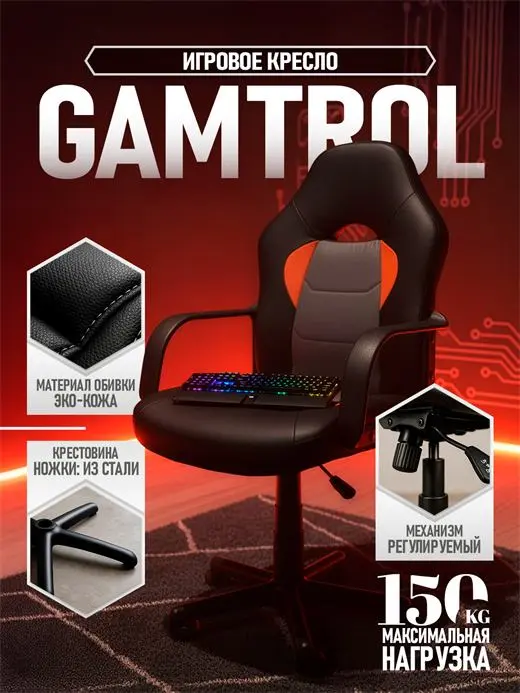 ИГРОВОЕ КРЕСЛО
GAMTROL
МАТЕРИАЛ ОБИВКИ
ЭКО-КОЖА
КРЕСТОВИНА
НОЖКИ: ИЗ СТАЛИ
МЕХАНИЗМ
РЕГУЛИРУЕМЫЙ
150 KG
МАКСИМАЛЬНАЯ
НАГРУЗКА